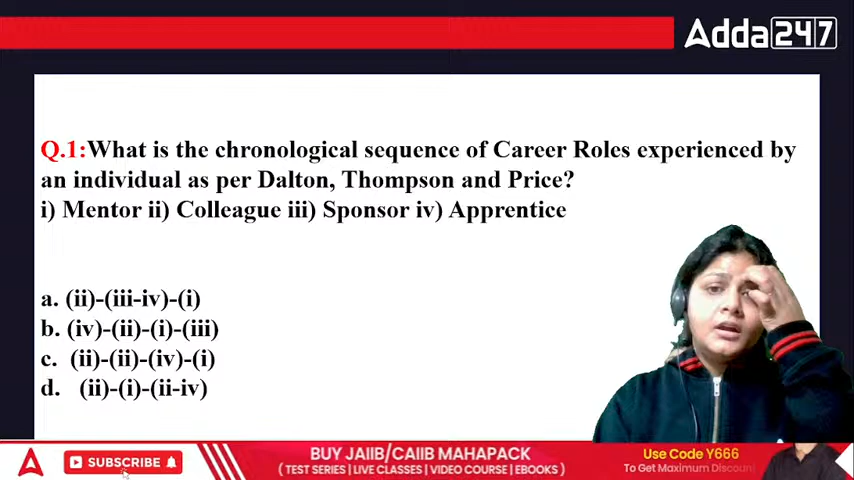 Adda247
Q.1:What is the chronological sequence of Career Roles experienced by
an individual as per Dalton, Thompson and Price?
i) Mentor ii) Colleague iii) Sponsor iv) Apprentice
a. (ii)-(iii-iv)-(i)
b. (iv)-(ii)-(i)-(iii)
c. (ii)-(ii)-(iv)-(i)
d. (ii)-(i)-(ii-iv)
SUBSCRIBE
BUY JAIIB/CAIIB MAHAPACK
( TEST SERIES | LIVE CLASSES | VIDEO COURSE | EBOOKS )
Use Code Y666
To Get Maximum Discount